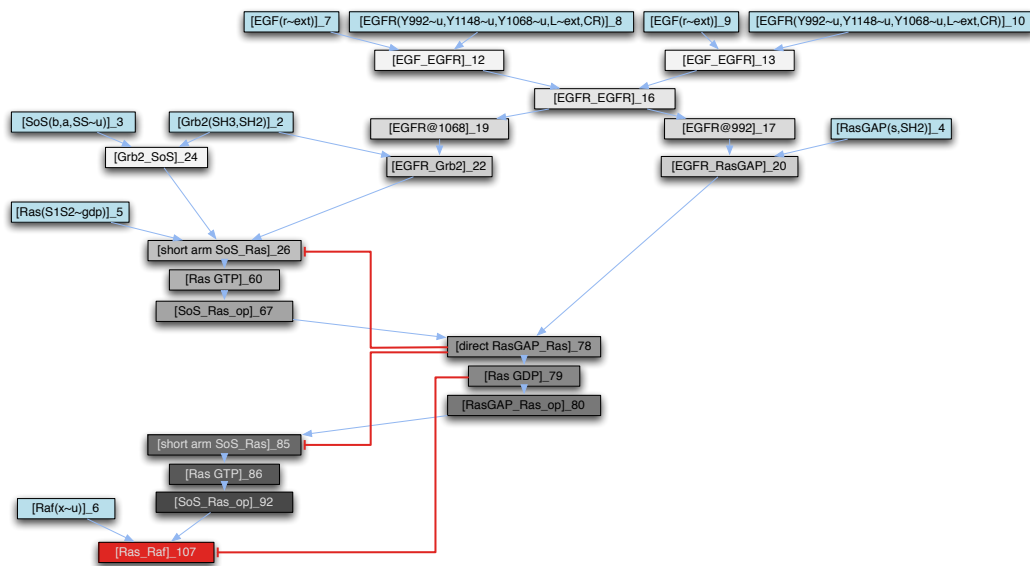 [EGF(r~ext)]_7
[EGFR(Y992~u,Y1148~u,Y1068~u,L~ext,CR)]_8
[EGF(r~ext)]_9
[EGFR(Y992~u,Y1148~u,Y1068~u,L~ext,CR)]_10
[EGF_EGFR]_12
[EGF_EGFR]_13
[EGFR_EGFR]_16
[SoS(b,a,SS~u)]_3
[Grb2(SH3,SH2)]_2
[EGFR@1068]_19
[EGFR@992]_17
[RasGAP(s,SH2)]_4
[Grb2_SoS]_24
[EGFR_Grb2]_22
[EGFR_RasGAP]_20
[Ras(S1S2~gdp)]_5
[short arm SoS_Ras]_26
[Ras GTP]_60
[SoS_Ras_op]_67
[direct RasGAP_Ras]_78
[Ras GDP]_79
[RasGAP_Ras_op]_80
[short arm SoS_Ras]_85
[Ras GTP]_86
[SoS_Ras_op]_92
[Raf(x~u)]_6
[Ras_Raf]_107